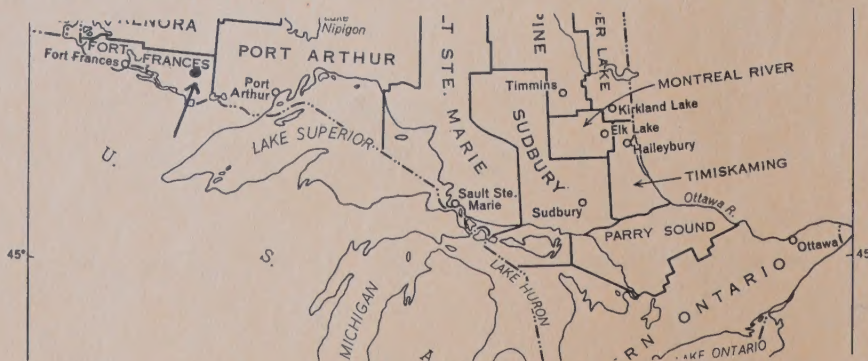 Lake
Nipigon
FORT
FRANCES
Fort Frances
PORT ARTHUR
Port
Arthur
LAKE SUPERIOR
STE. MARIE
Timmins
MONTREAL RIVER
Kirkland Lake
Elk Lake
Haileybury
SUDBURY
TIMISKAMING
U.
S.
Sault Ste.
Marie
Sudbury
Ottawa R.
PARRY SOUND
Ottawa
45°
LAKE HURON
MICHIGAN
ONTARIO
LAKE ONTARIO